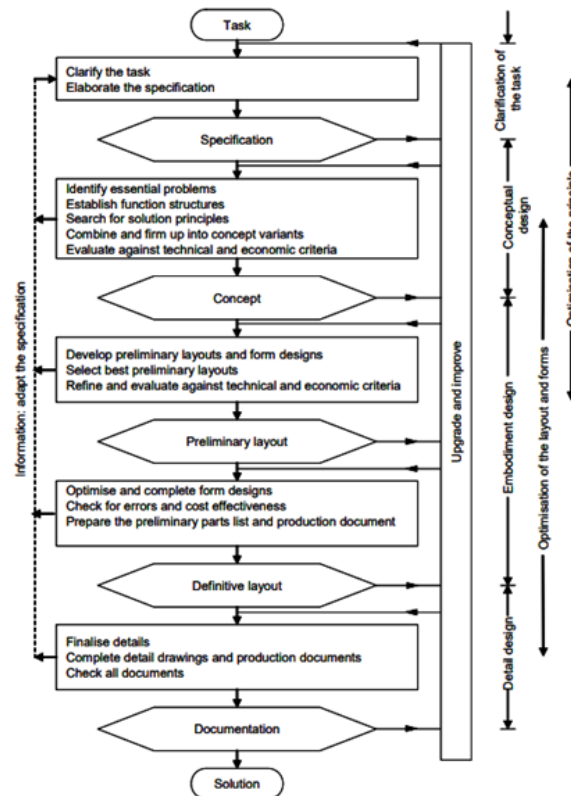 Task
Clarify the task
Elaborate the specification
Specification
Identify essential problems
Establish function structures
Search for solution principles
Combine and firm up into concept variants
Evaluate against technical and economic criteria
Concept
Develop preliminary layouts and form designs
Select best preliminary layouts
Refine and evaluate against technical and economic criteria
Preliminary layout
Optimise and complete form designs
Check for errors and cost effectiveness
Prepare the preliminary parts list and production document
Definitive layout
Finalise details
Complete detail drawings and production documents
Check all documents
Documentation
Solution
Information: adapt the specification
Upgrade and improve
Clarification of
the task
Conceptual
design
Embodiment design
Detail design
Optimisation of the layout and forms